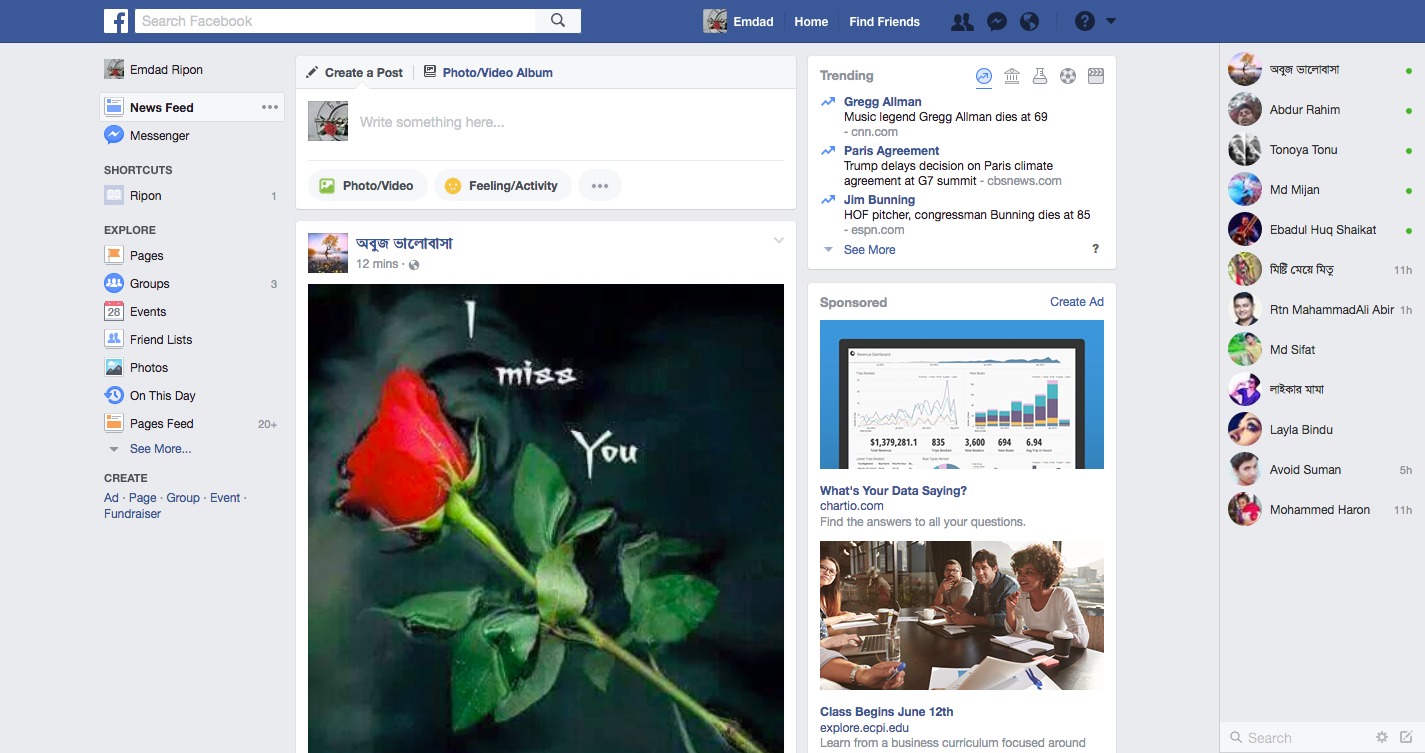 Search Facebook
Emdad
Home
Find Friends
Emdad Ripon
News Feed
Messenger
SHORTCUTS
Ripon 1
EXPLORE
Pages
Groups 3
28 Events
Friend Lists
Photos
On This Day
Pages Feed 20+
See More...
CREATE
Ad · Page · Group · Event ·
Fundraiser
Create a Post
Photo/Video Album
Write something here...
Photo/Video
Feeling/Activity
অবুজ ভালোবাসা
12 mins ·
I
miss
You
Trending
Gregg Allman
Music legend Gregg Allman dies at 69
- cnn.com
Paris Agreement
Trump delays decision on Paris climate
agreement at G7 summit - cbsnews.com
Jim Bunning
HOF pitcher, congressman Bunning dies at 85
- espn.com
See More ?
Sponsored Create Ad
Revenue Dashboard
$1,379,281.1 835 3,600 694 6.94
What's Your Data Saying?
chartio.com
Find the answers to all your questions.
Class Begins June 12th
explore.ecpi.edu
Learn from a business curriculum focused around
অবুজ ভালোবাসা
Abdur Rahim
Tonoya Tonu
Md Mijan
Ebadul Huq Shaikat
মিষ্টি মেয়ে মিতু 11h
Rtn MahammadAli Abir 1h
Md Sifat
লাইকার মামা
Layla Bindu
Avoid Suman 5h
Mohammed Haron 11h
Search